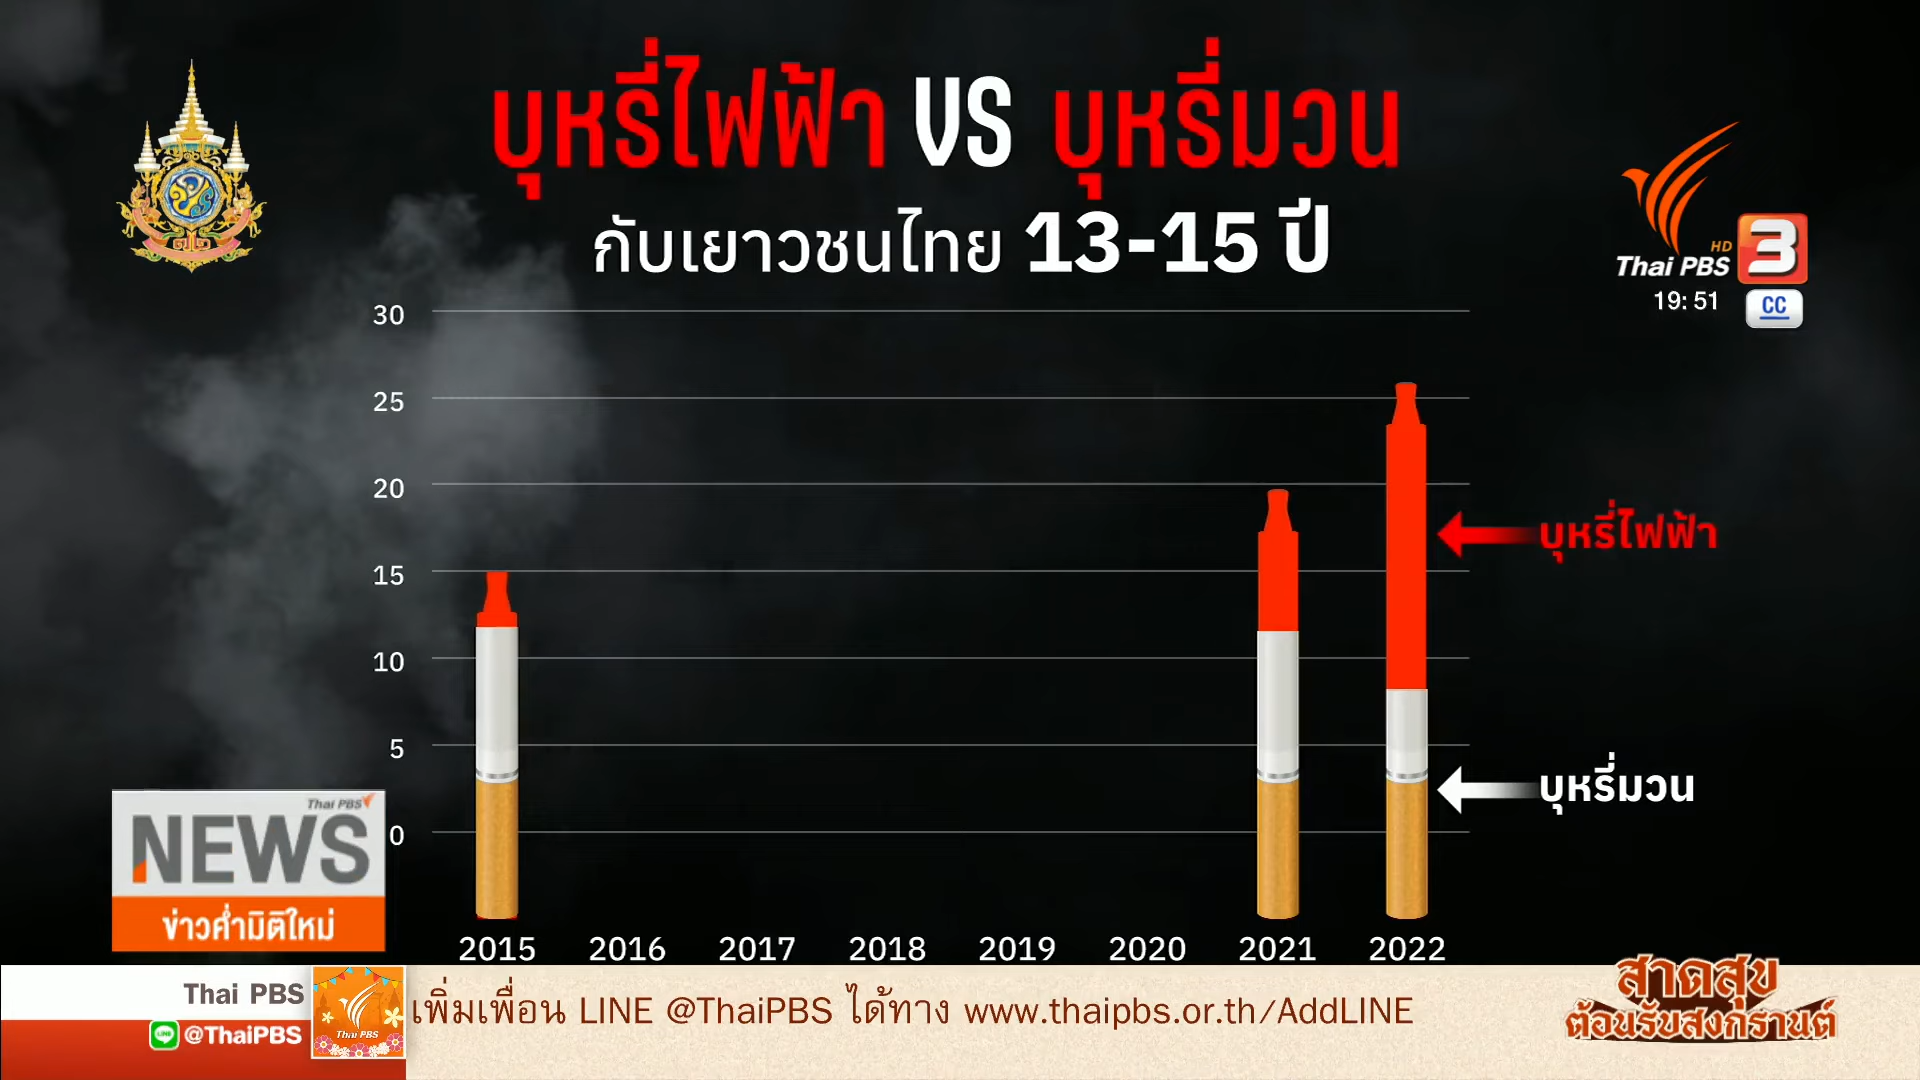 บุหรี่ไฟฟ้า VS บุหรี่มวน
กับเยาวชนไทย 13-15 ปี
HD
Thai PBS 3
19:51
CC
30
25
20
15
10
5
0
บุหรี่ไฟฟ้า
บุหรี่มวน
Thai PBS
NEWS
ข่าวค่ำมิติใหม่
2015 2016 2017 2018 2019 2020 2021 2022
Thai PBS
LINE @ThaiPBS
Thai PBS
เพิ่มเพื่อน LINE @ThaiPBS ได้ทาง www.thaipbs.or.th/AddLINE
สาดสุข
ต้อนรับสงกรานต์